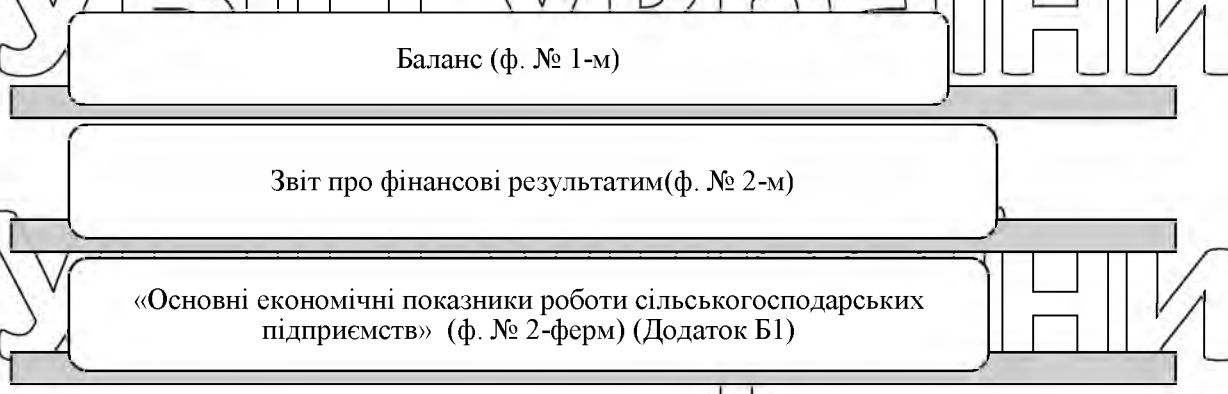 Баланс (ф. № 1-м)
Звіт про фінансові результатим(ф. № 2-м)
«Основні економічні показники роботи сільськогосподарських
підприємств» (ф. № 2-ферм) (Додаток Б1)